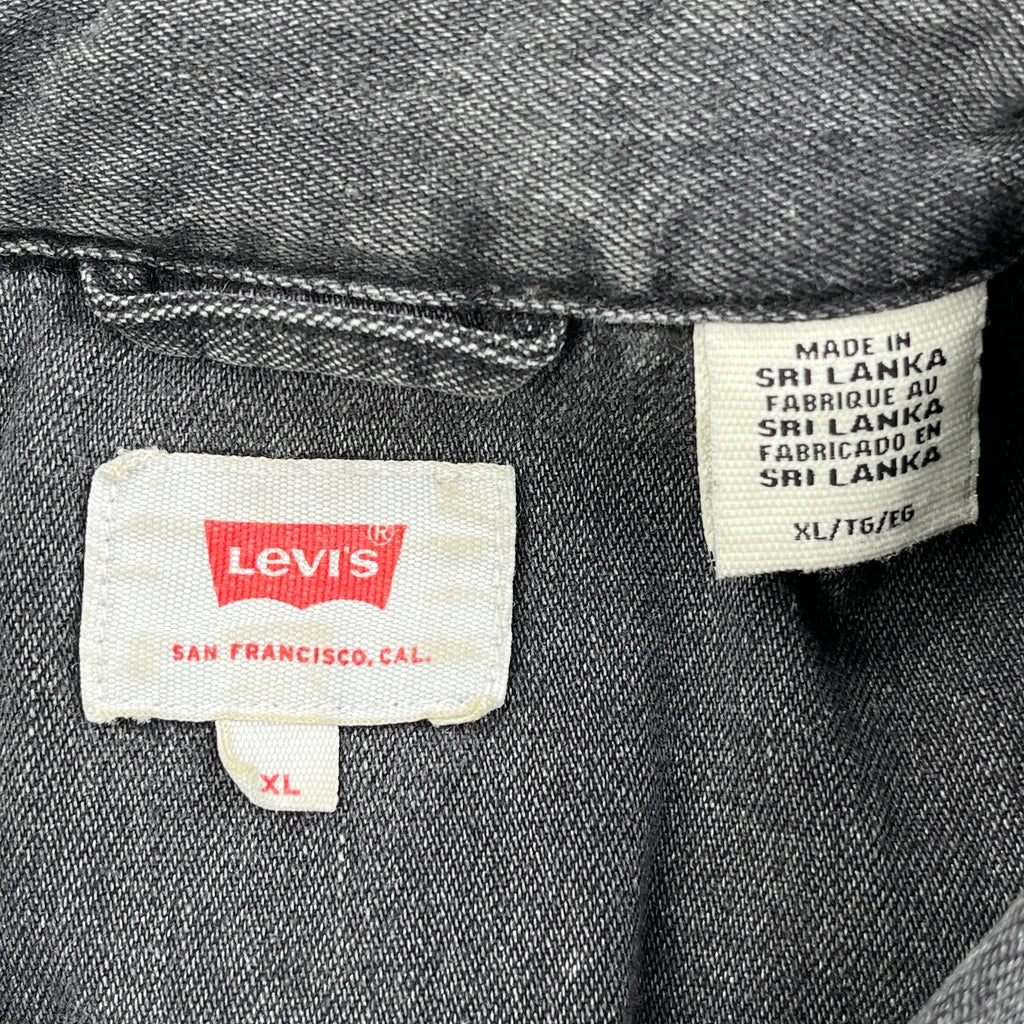 LEVI'S®
SAN FRANCISCO, CAL.
XL
MADE IN
SRI LANKA
FABRIQUE AU
SRI LANKA
FABRICADO EN
SRI LANKA
XL/TG/EG